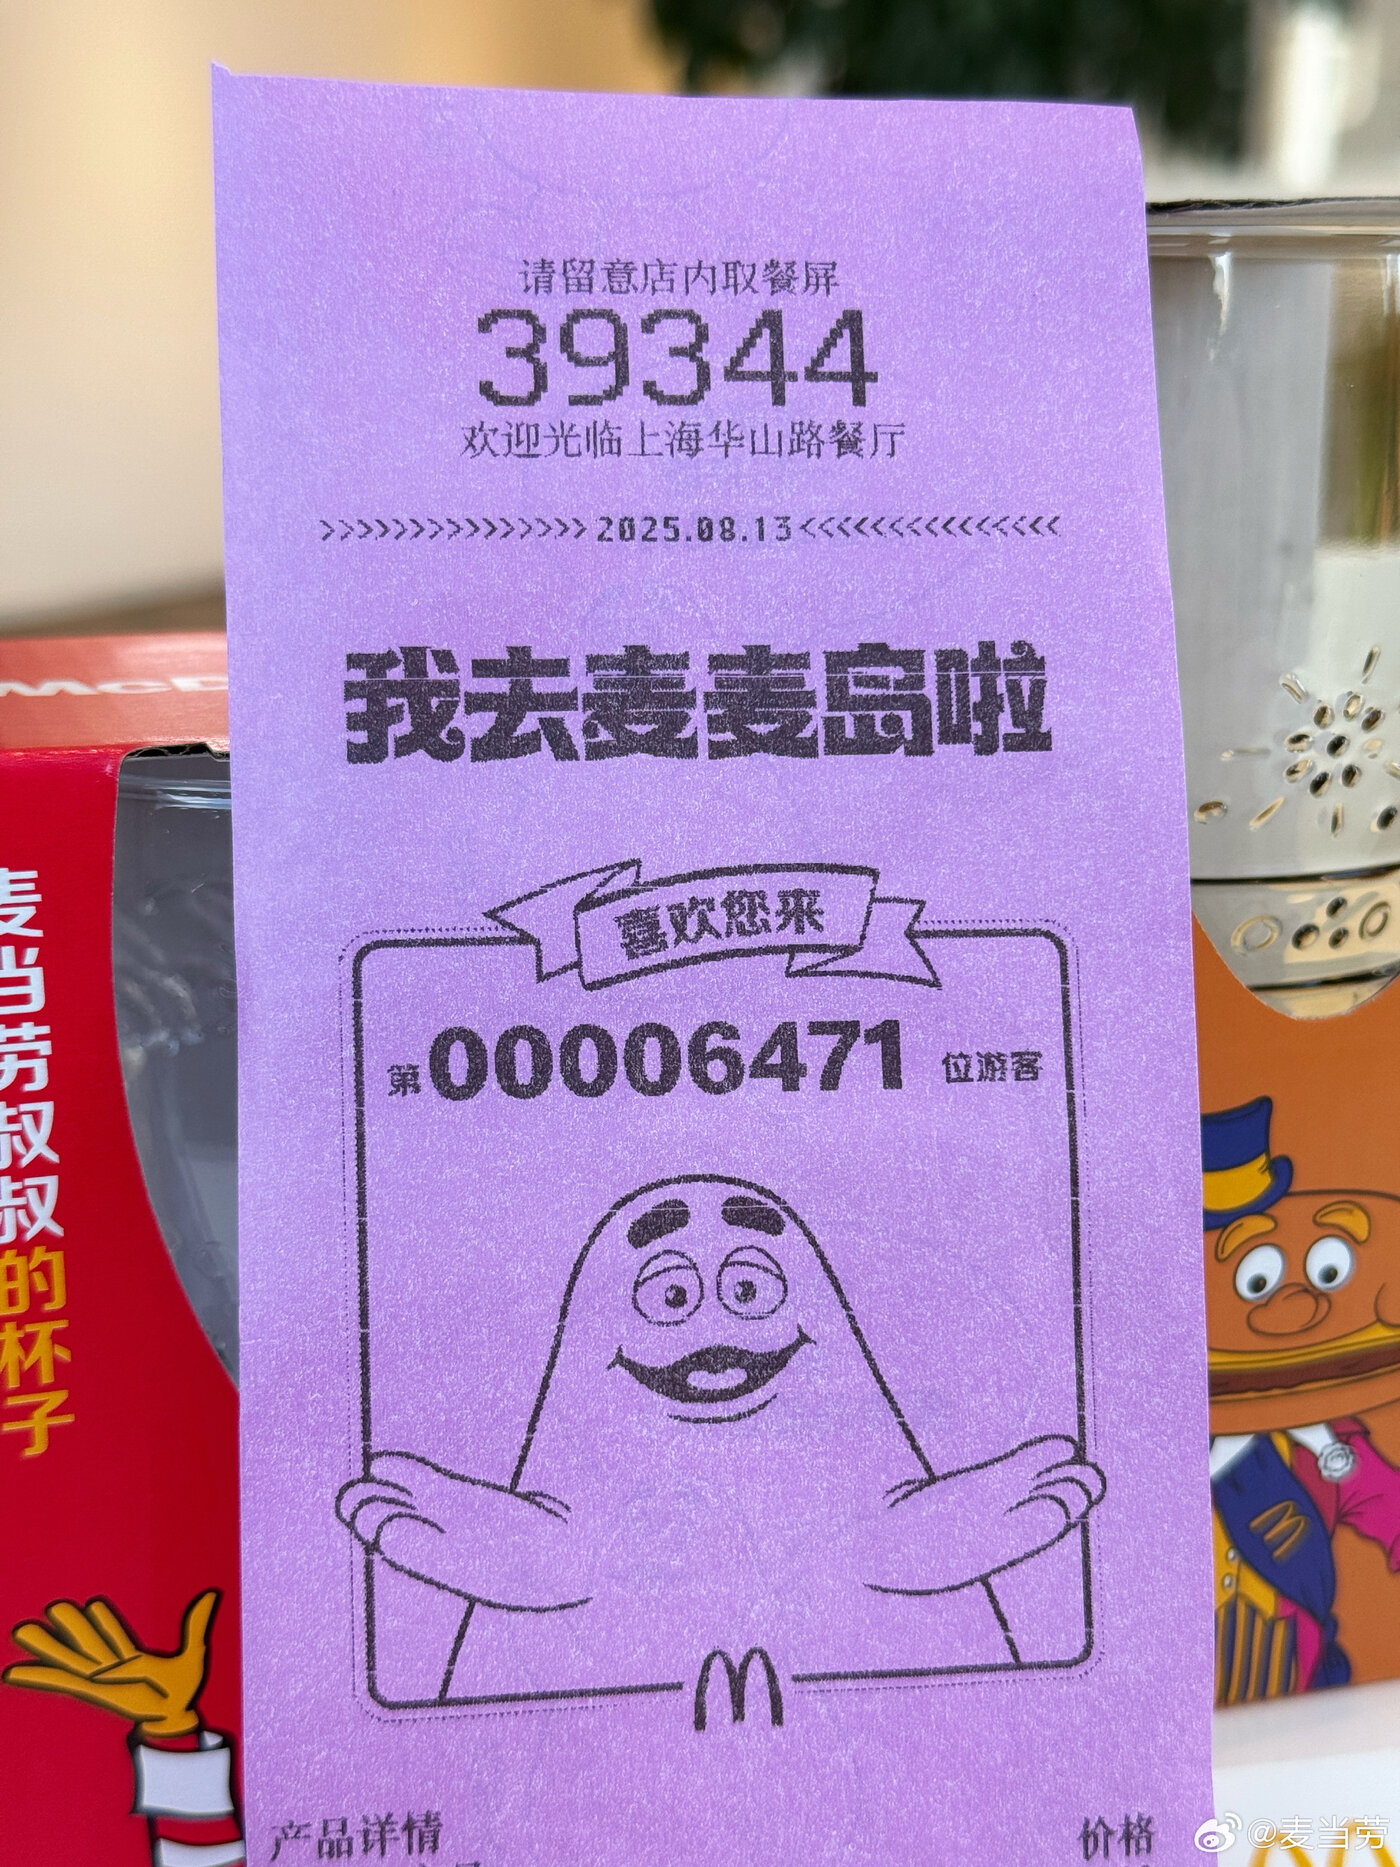 请留意店内取餐屏
39344
欢迎光临上海华山路餐厅
>>>>>>>>>>>>>>>2025.08.13<<<<<<<<<<<<<<<
我去麦麦岛啦
喜欢您来
第00006471位游客
产品详情 价格
McD
麦当劳叔叔的杯子
@麦当劳